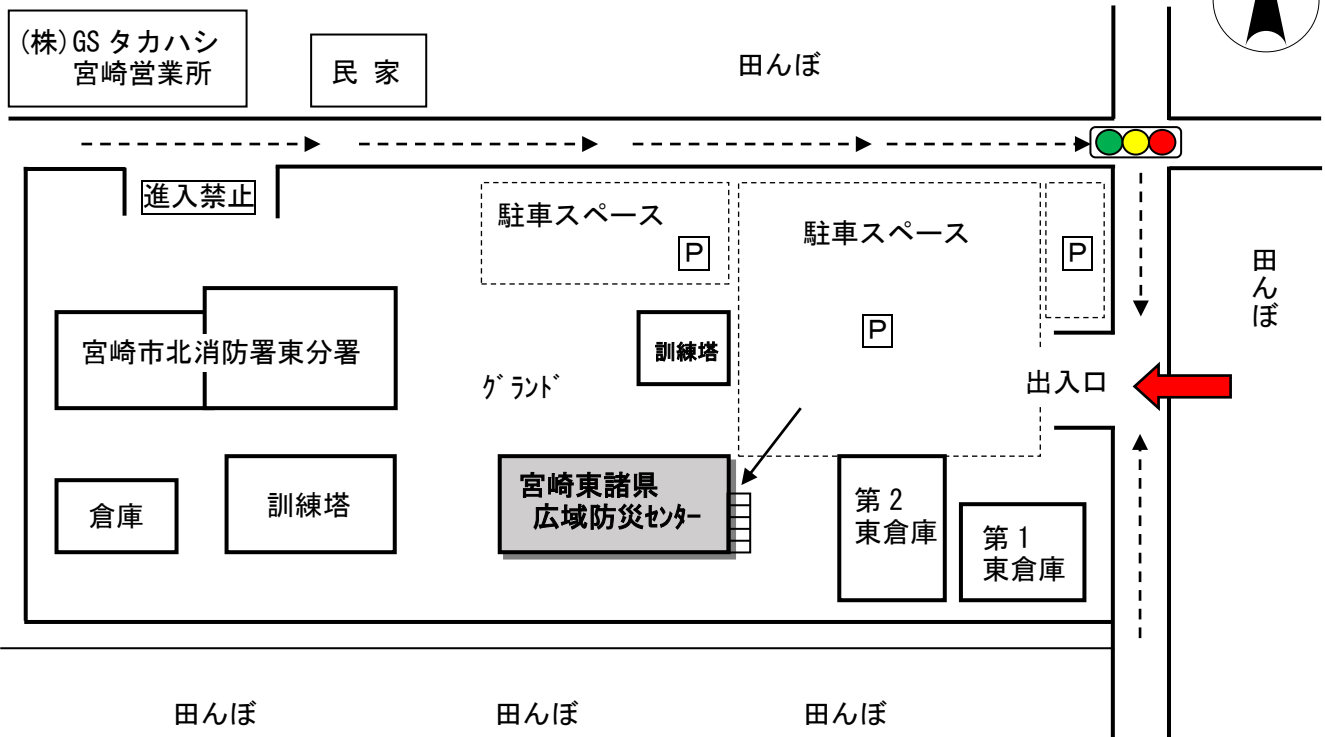 (株)GSタカハシ
宮崎営業所
民 家
田んぼ
進入禁止
駐車スペース
P
駐車スペース
P
P
田んぼ
宮崎市北消防署東分署
訓練塔
グランド
出入口
倉庫
訓練塔
宮崎東諸県
広域防災センター
第2
東倉庫
第1
東倉庫
田んぼ
田んぼ
田んぼ